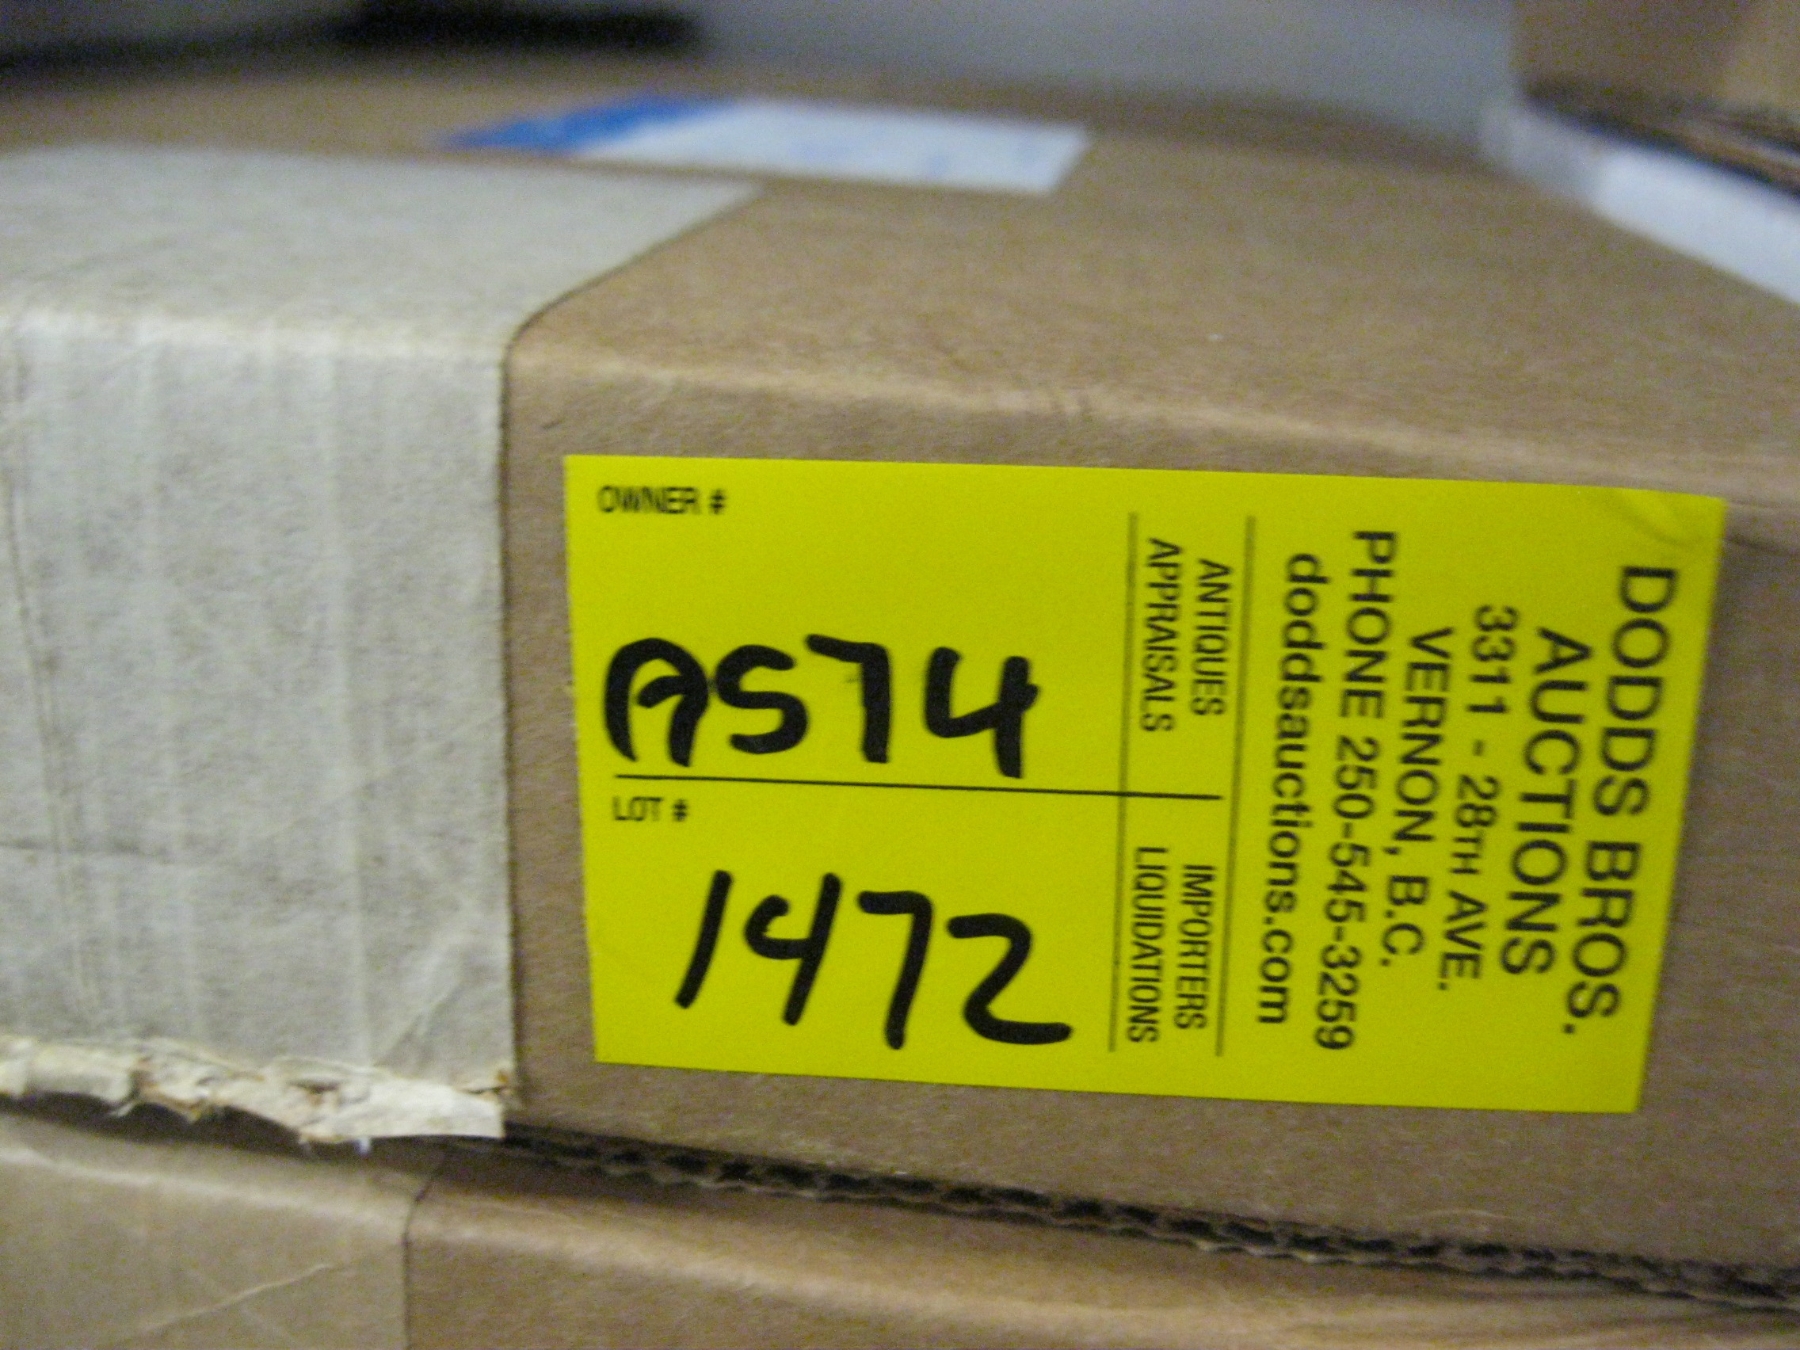 OWNER #
AS74
LOT #
1472
ANTIQUES
APPRAISALS
IMPORTERS
LIQUIDATIONS
DODDS BROS.
AUCTIONS
3311 - 28TH AVE.
VERNON, B.C.
PHONE 250-545-3259
doddsauctions.com